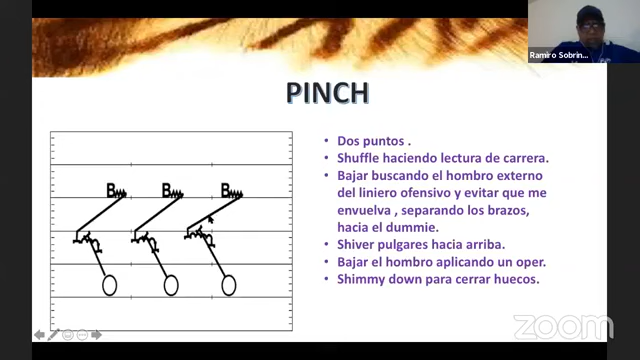 Ramiro Sobrin...
PINCH
• Dos puntos .
• Shuffle haciendo lectura de carrera.
• Bajar buscando el hombro externo
del liniero ofensivo y evitar que me
envuelva , separando los brazos,
hacia el dummie.
• Shiver pulgares hacia arriba.
• Bajar el hombro aplicando un oper.
• Shimmy down para cerrar huecos.
B B B
zoom